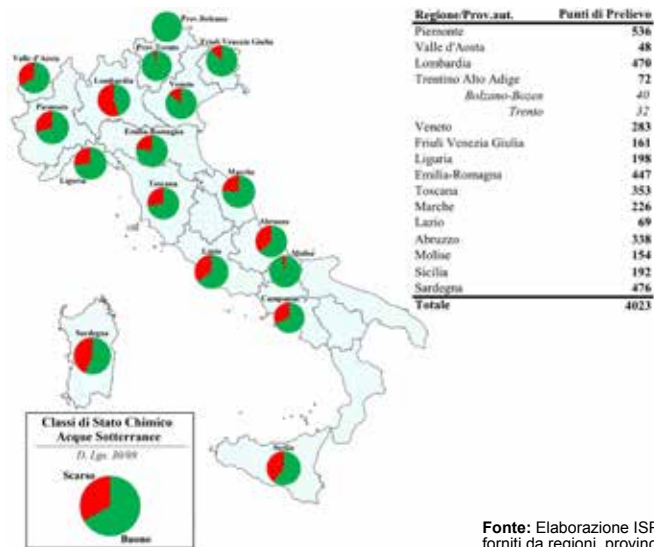 Prov.Bolzano
Prov.Trento
Friuli Venezia Giulia
Valle d'Aosta
Lombardia
Veneto
Piemonte
Emilia-Romagna
Liguria
Marche
Toscana
Abruzzo
Lazio
Molise
Campania
Sardegna
Sicilia
Classi di Stato Chimico
Acque Sotterranee
D. Lgs. 30/09
Scarso
Buono
Regione/Prov.aut. Punti di Prelievo
Piemonte 536
Valle d'Aosta 48
Lombardia 470
Trentino Alto Adige 72
Bolzano-Bozen 40
Trento 32
Veneto 283
Friuli Venezia Giulia 161
Liguria 198
Emilia-Romagna 447
Toscana 353
Marche 226
Lazio 69
Abruzzo 338
Molise 154
Sicilia 192
Sardegna 476
Totale 4023
Fonte: Elaborazione ISP
forniti da regioni, provinc